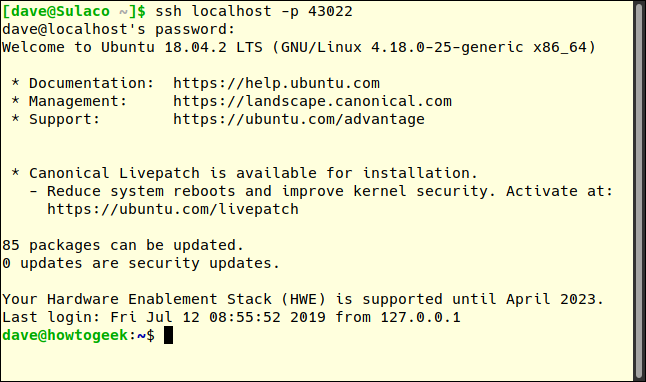 [dave@Sulaco ~]$ ssh localhost -p 43022
dave@localhost's password:
Welcome to Ubuntu 18.04.2 LTS (GNU/Linux 4.18.0-25-generic x86_64)
* Documentation:  https://help.ubuntu.com
* Management:     https://landscape.canonical.com
* Support:        https://ubuntu.com/advantage
* Canonical Livepatch is available for installation.
- Reduce system reboots and improve kernel security. Activate at:
https://ubuntu.com/livepatch
85 packages can be updated.
0 updates are security updates.
Your Hardware Enablement Stack (HWE) is supported until April 2023.
Last login: Fri Jul 12 08:55:52 2019 from 127.0.0.1
dave@howtogeek:~$